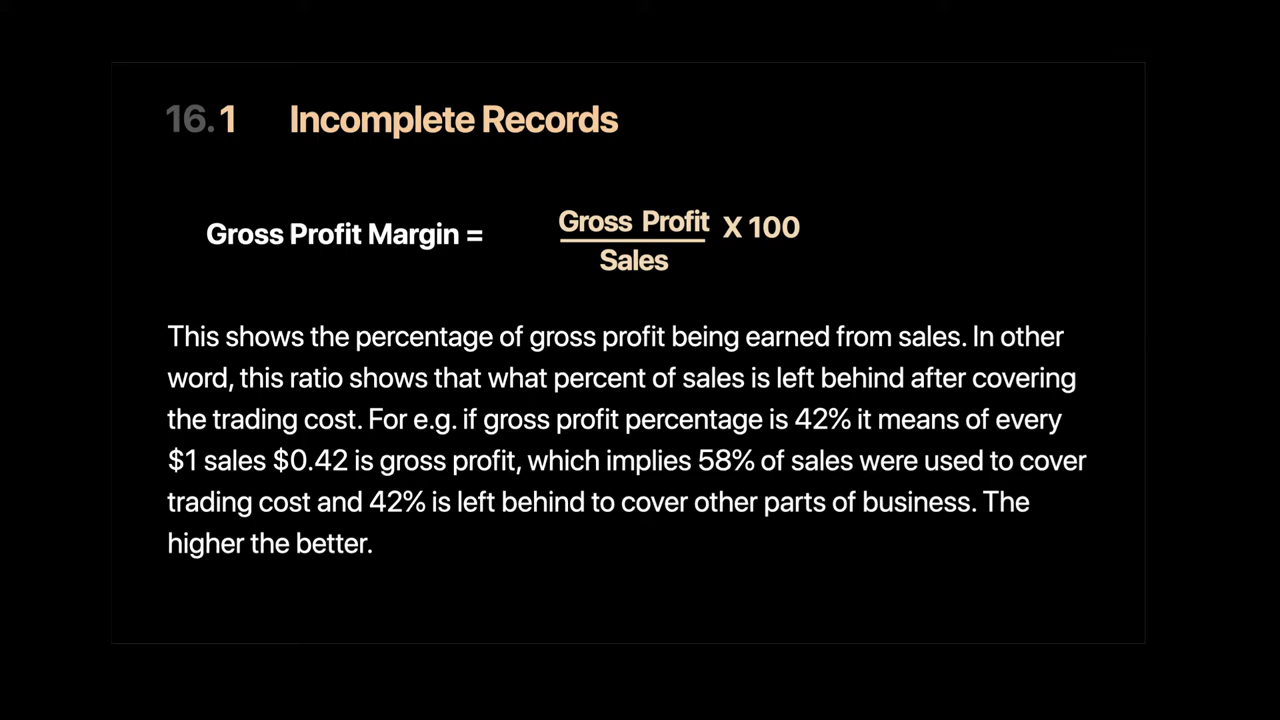 16.1 Incomplete Records
Gross Profit Margin = Gross Profit X 100
Sales
This shows the percentage of gross profit being earned from sales. In other
word, this ratio shows that what percent of sales is left behind after covering
the trading cost. For e.g. if gross profit percentage is 42% it means of every
$1 sales $0.42 is gross profit, which implies 58% of sales were used to cover
trading cost and 42% is left behind to cover other parts of business. The
higher the better.